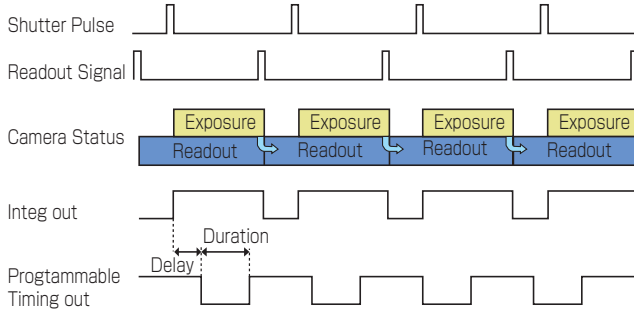 Shutter Pulse
Readout Signal
Camera Status
Exposure Exposure Exposure Exposure
Readout Readout Readout Readout
Integ out
Duration
Delay
Progtammable
Timing out